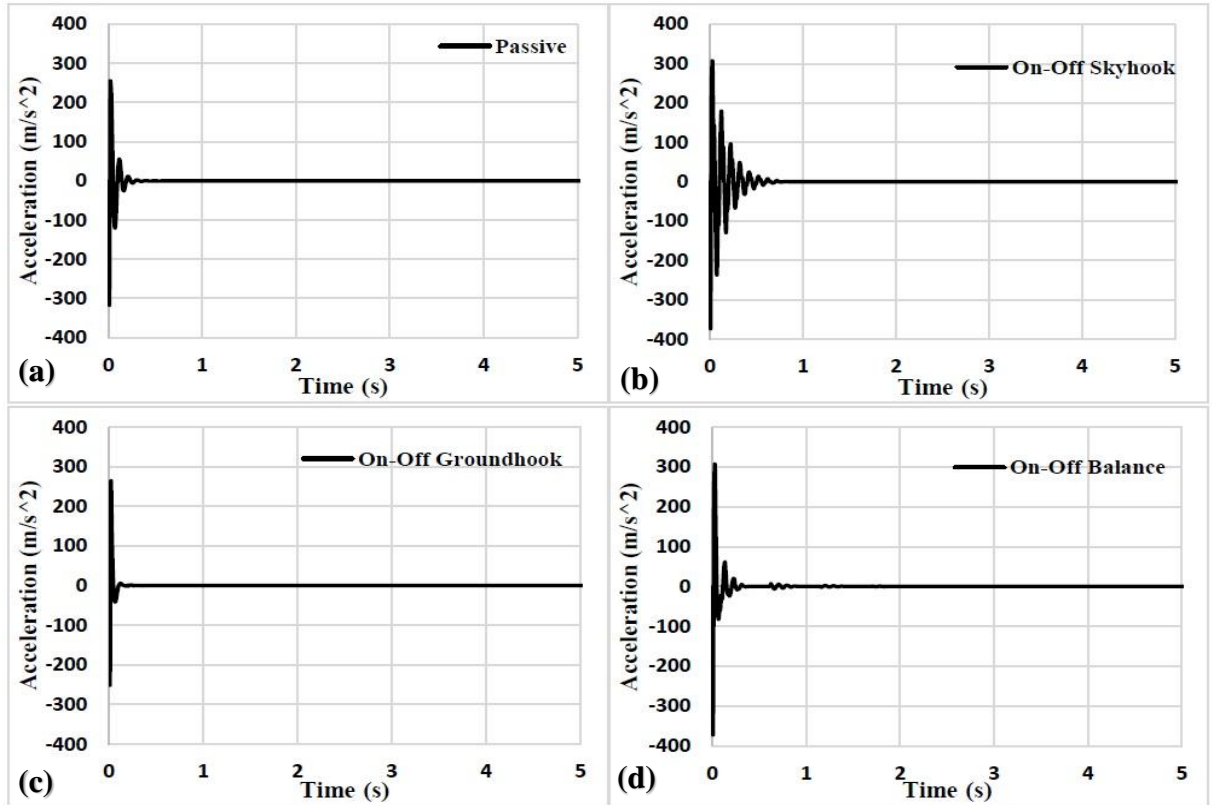 400
300
200
100
0
-100
-200
-300
-400
Acceleration (m/s^2)
Passive
0 1 2 3 4 5
Time (s)
(a)
400
300
200
100
0
-100
-200
-300
-400
Acceleration (m/s^2)
On-Off Skyhook
0 1 2 3 4 5
Time (s)
(b)
400
300
200
100
0
-100
-200
-300
-400
Acceleration (m/s^2)
On-Off Groundhook
0 1 2 3 4 5
Time (s)
(c)
400
300
200
100
0
-100
-200
-300
-400
Acceleration (m/s^2)
On-Off Balance
0 1 2 3 4 5
Time (s)
(d)